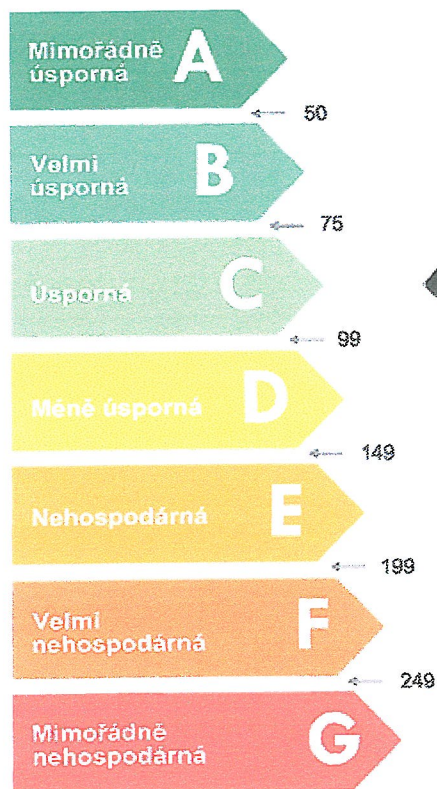 Mimořádně
úsporná
A
50
Velmi
úsporná
B
75
Úsporná
C
99
Méně úsporná
D
149
Nehospodárná
E
199
Velmi
nehospodárná
F
249
Mimořádně
nehospodárná
G